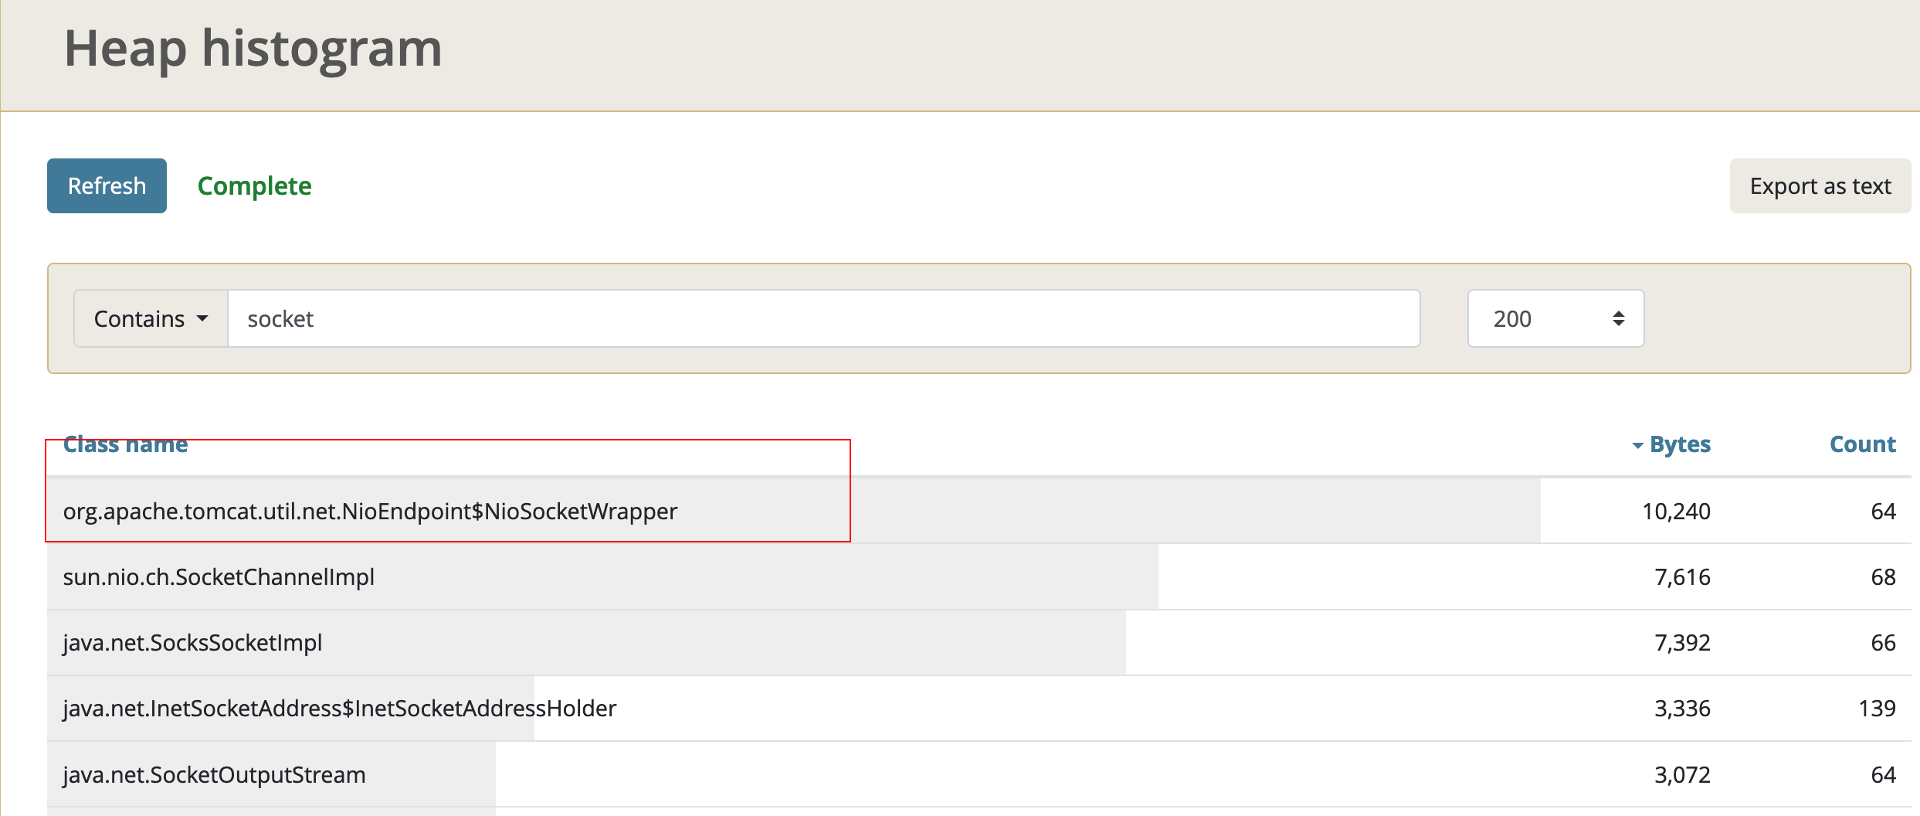 Heap histogram
Refresh Complete Export as text
Contains socket 200
Class name Bytes Count
org.apache.tomcat.util.net.NioEndpoint$NioSocketWrapper 10,240 64
sun.nio.ch.SocketChannelImpl 7,616 68
java.net.SocksSocketImpl 7,392 66
java.net.InetSocketAddress$InetSocketAddressHolder 3,336 139
java.net.SocketOutputStream 3,072 64